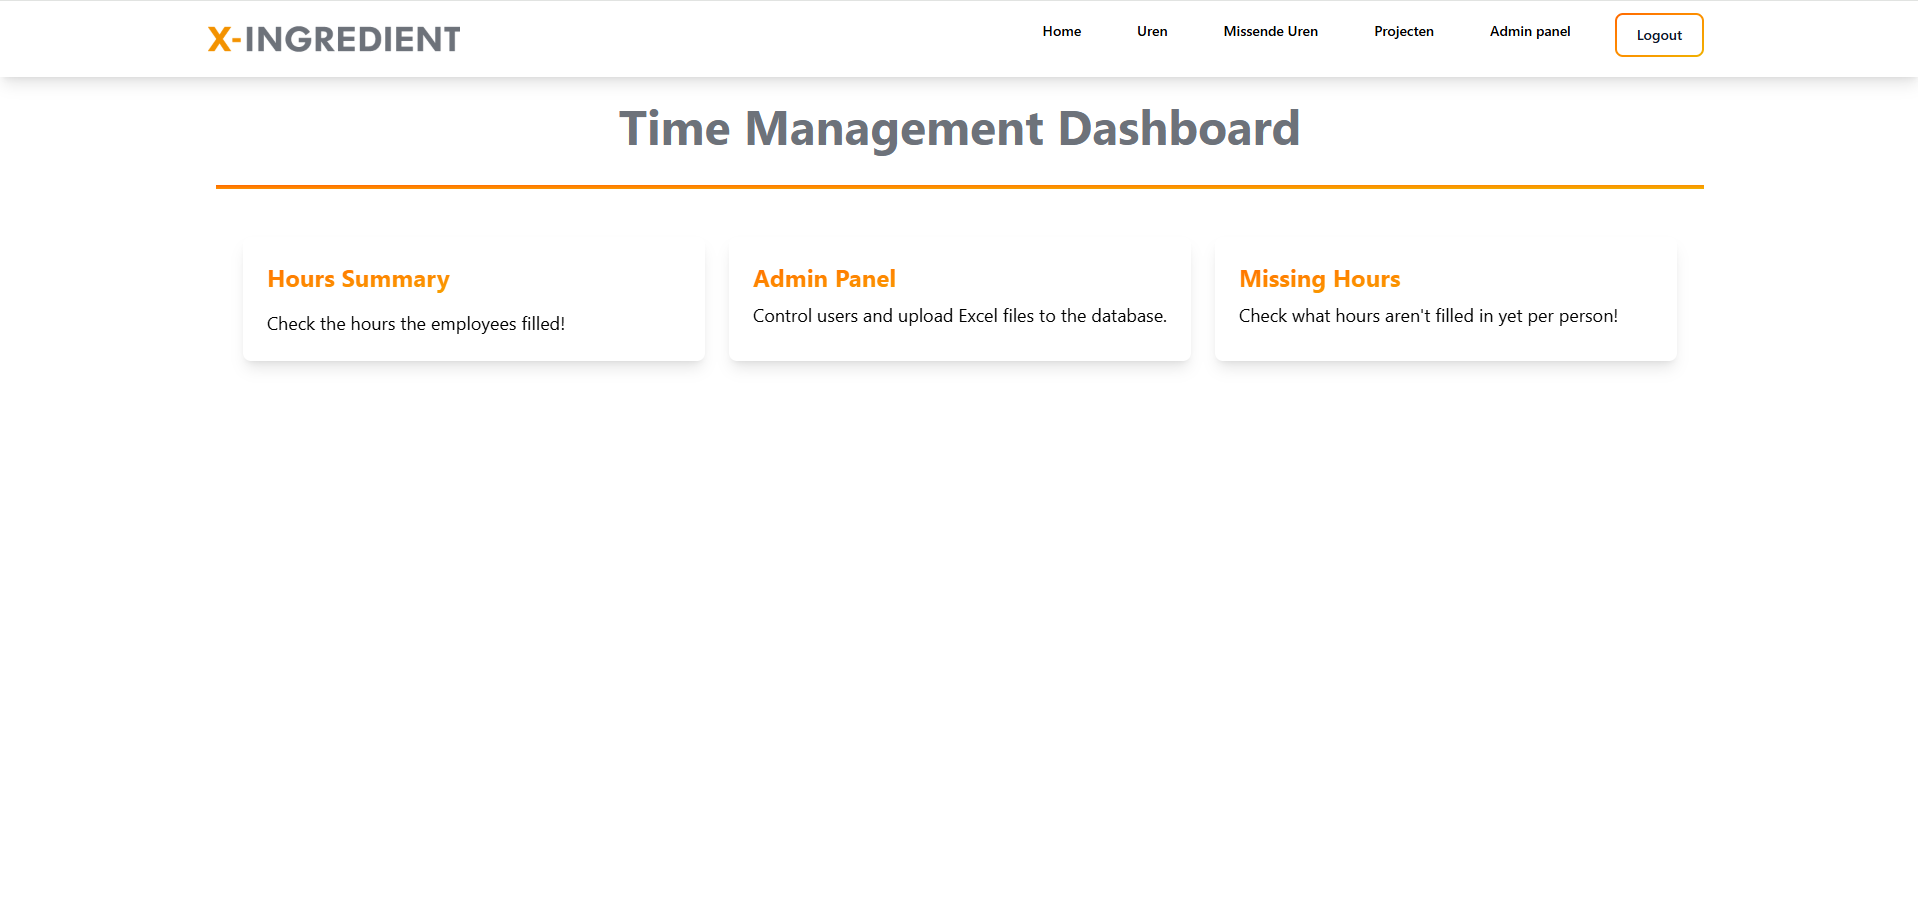 X-INGREDIENT
Home
Uren
Missende Uren
Projecten
Admin panel
Logout
Time Management Dashboard
Hours Summary
Check the hours the employees filled!
Admin Panel
Control users and upload Excel files to the database.
Missing Hours
Check what hours aren't filled in yet per person!